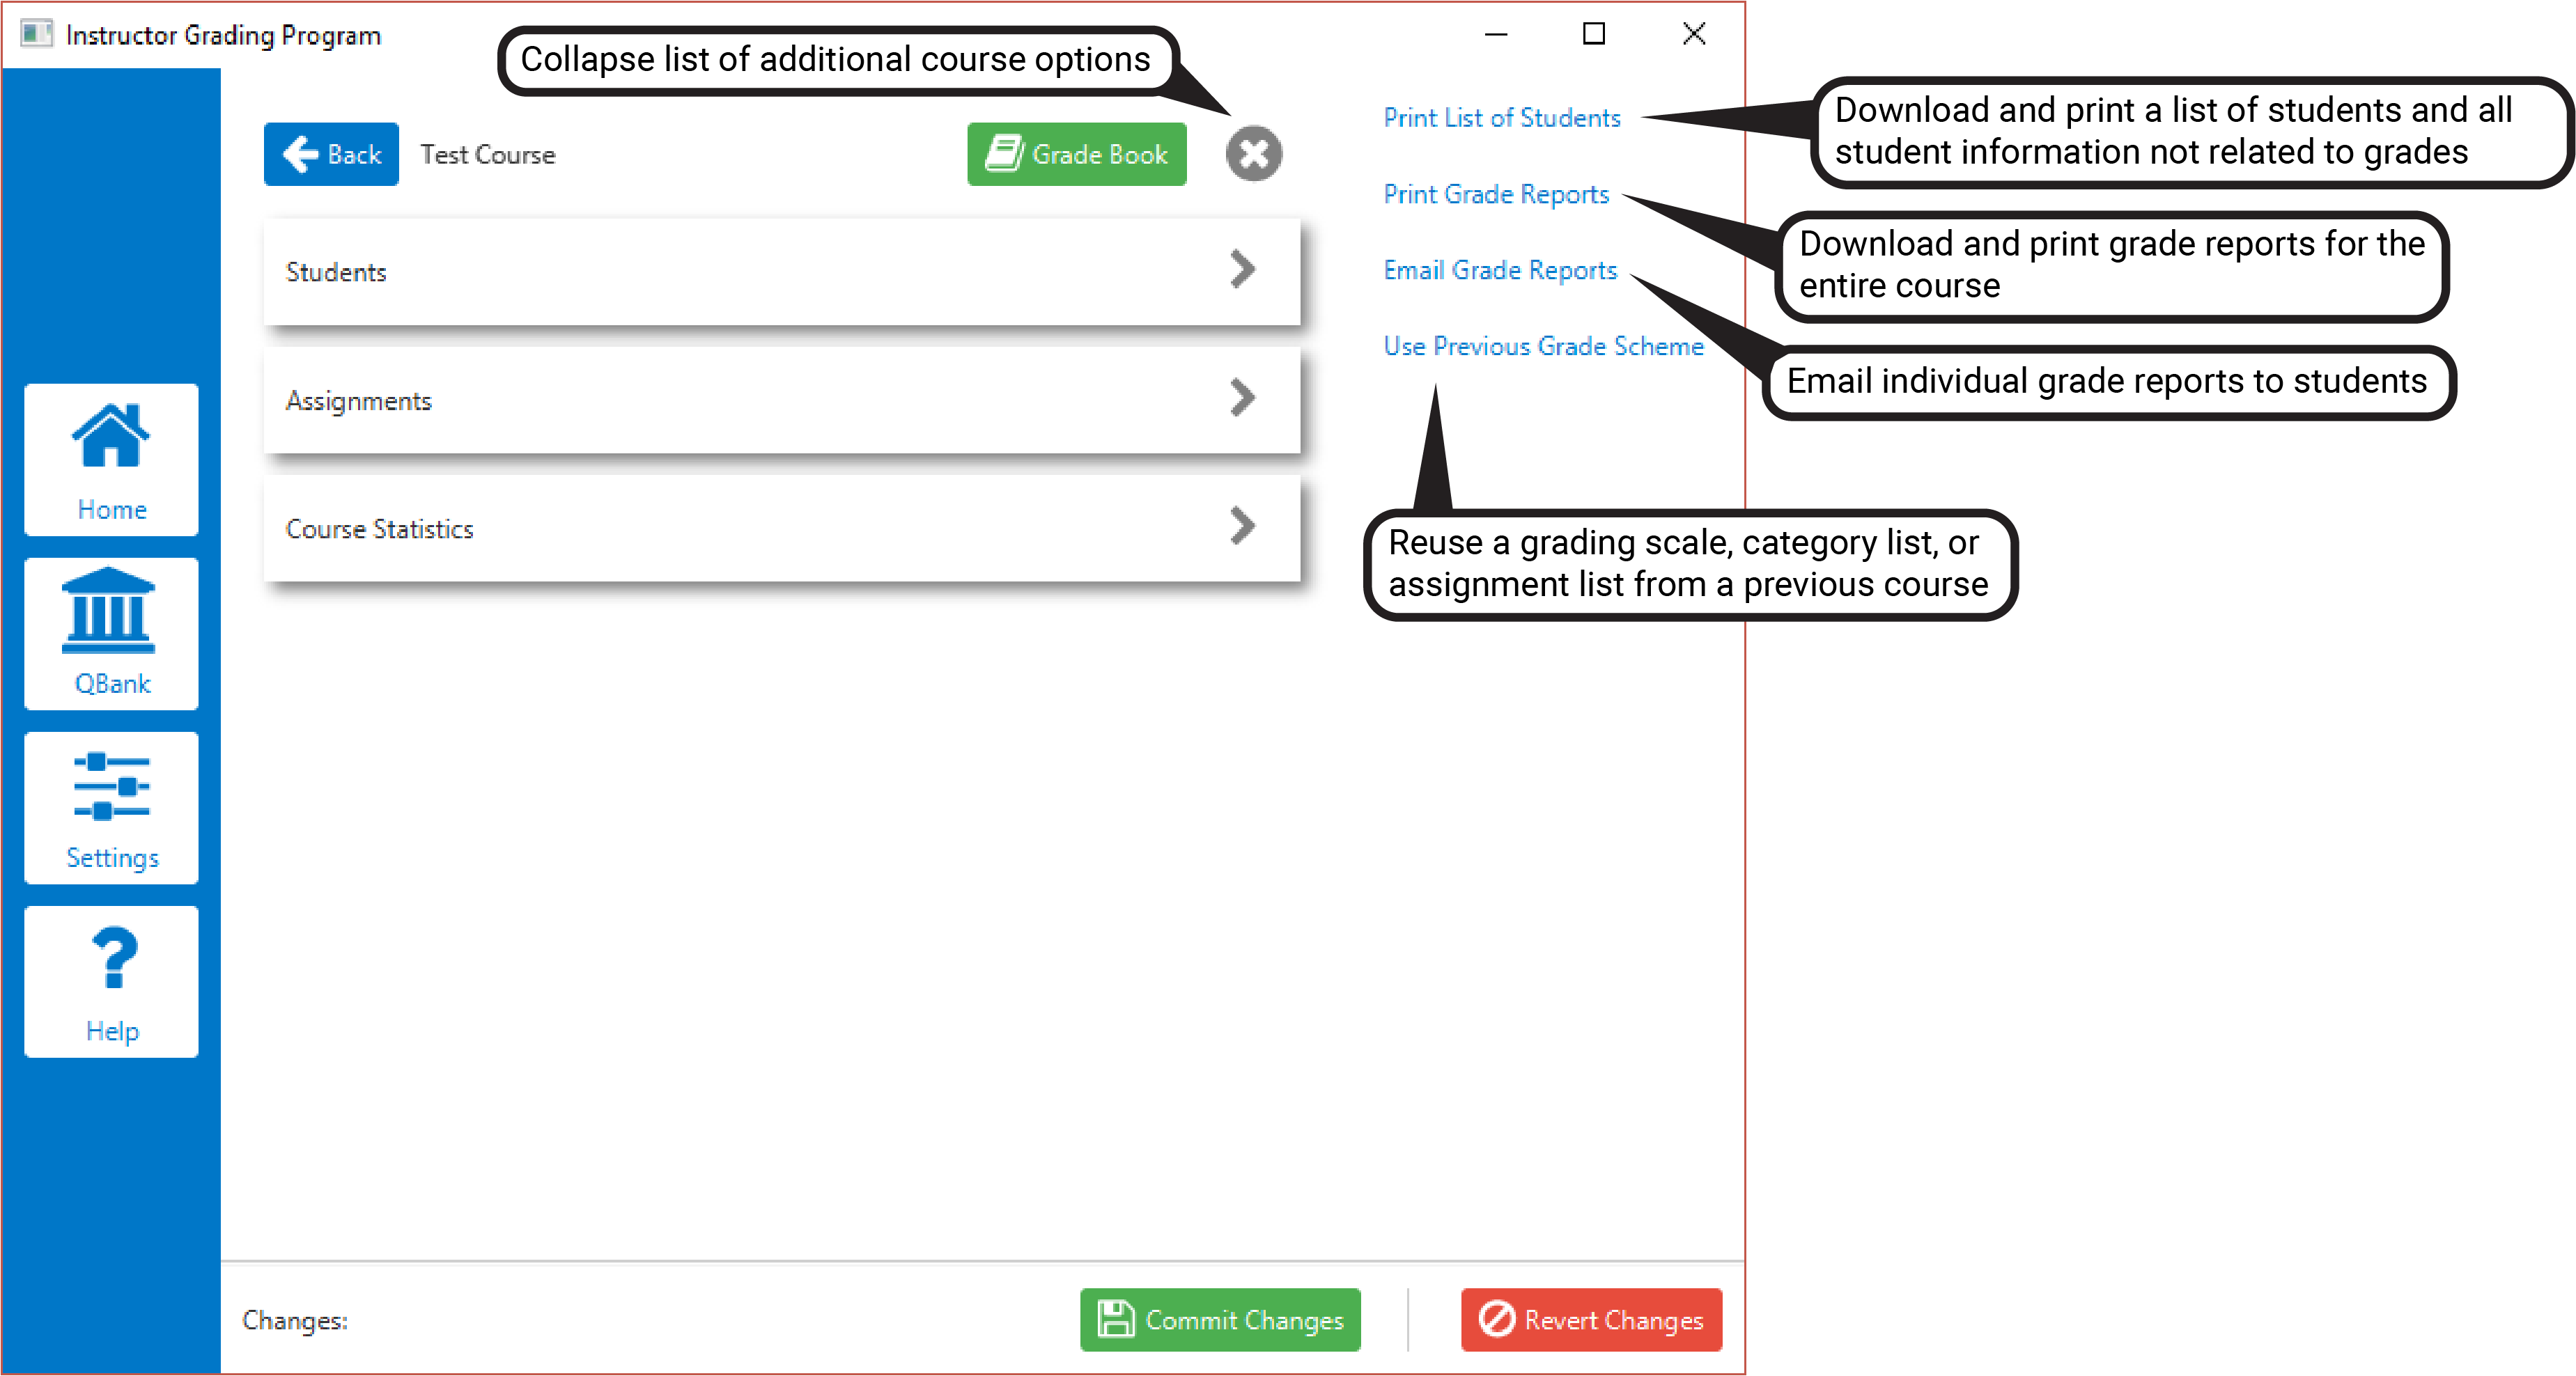 Instructor Grading Program
Collapse list of additional course options
Back
Test Course
Grade Book
Print List of Students
Download and print a list of students and all
student information not related to grades
Print Grade Reports
Download and print grade reports for the
entire course
Students
Email Grade Reports
Email individual grade reports to students
Use Previous Grade Scheme
Reuse a grading scale, category list, or
assignment list from a previous course
Assignments
Course Statistics
Home
QBank
Settings
Help
Changes:
Commit Changes
Revert Changes